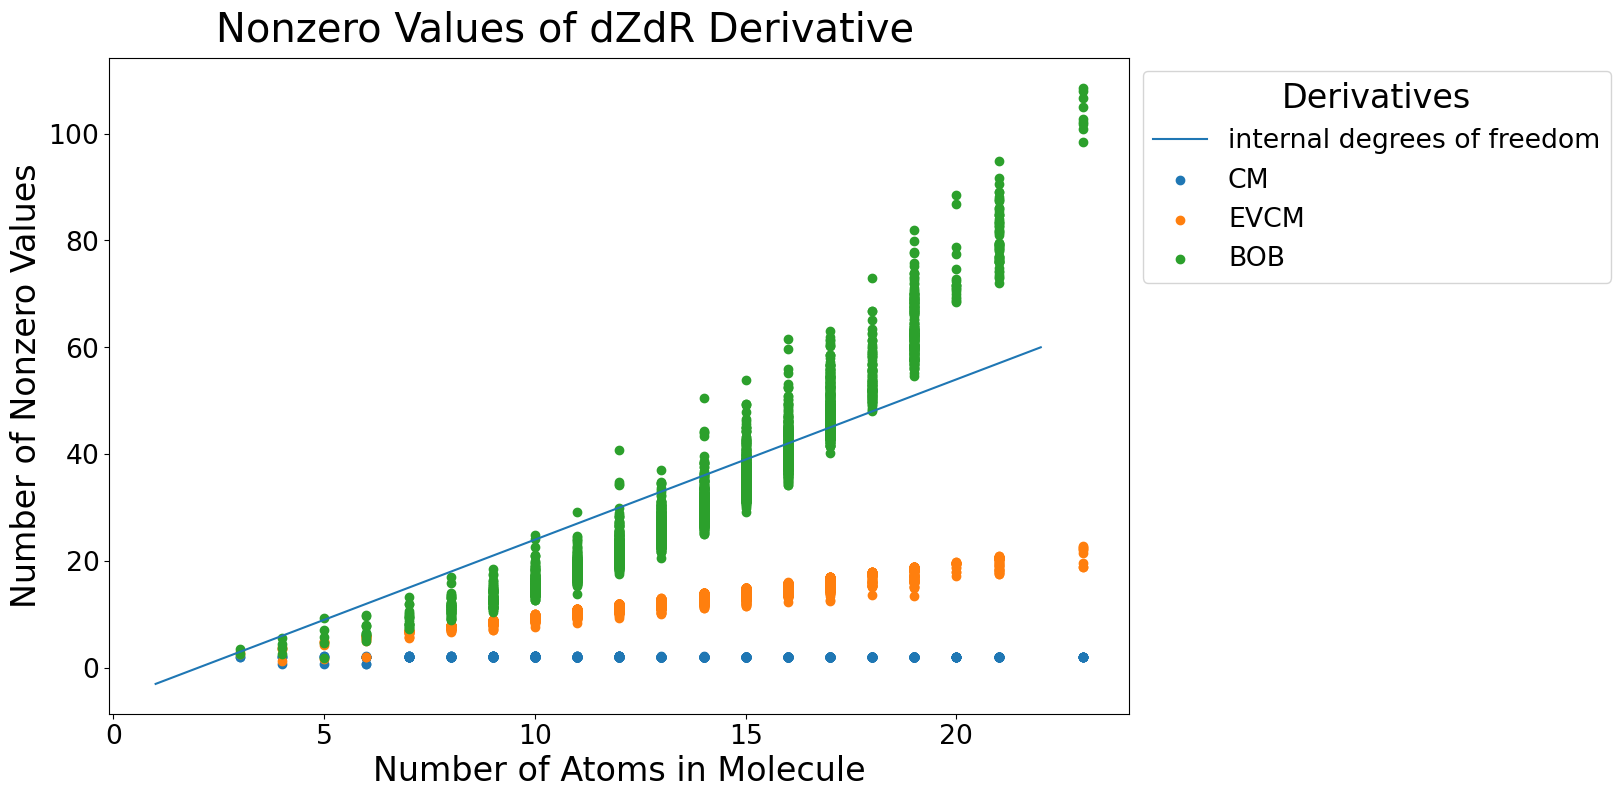 Nonzero Values of dZdR Derivative
Number of Nonzero Values
100
80
60
40
20
0
0 5 10 15 20
Number of Atoms in Molecule
Derivatives
internal degrees of freedom
CM
EVCM
BOB